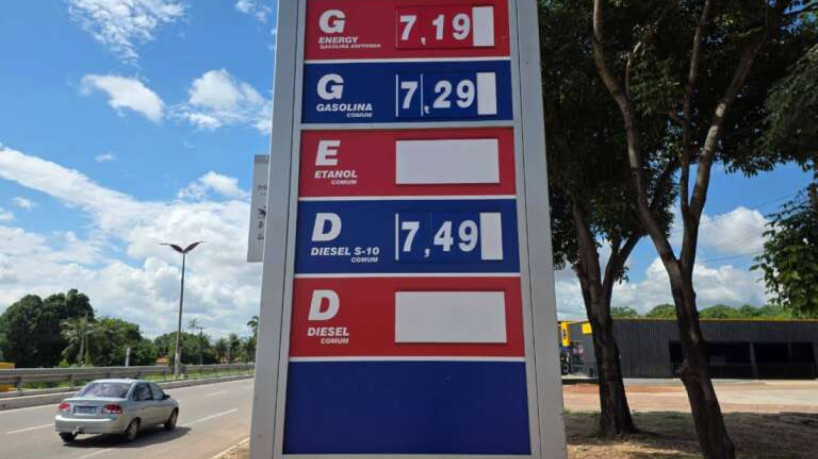 G 7,19
ENERGY
GASOLINA ADITIVADA
G 7,29
GASOLINA
COMUM
E
ETANOL
COMUM
D 7,49
DIESEL S-10
COMUM
D
DIESEL
COMUM